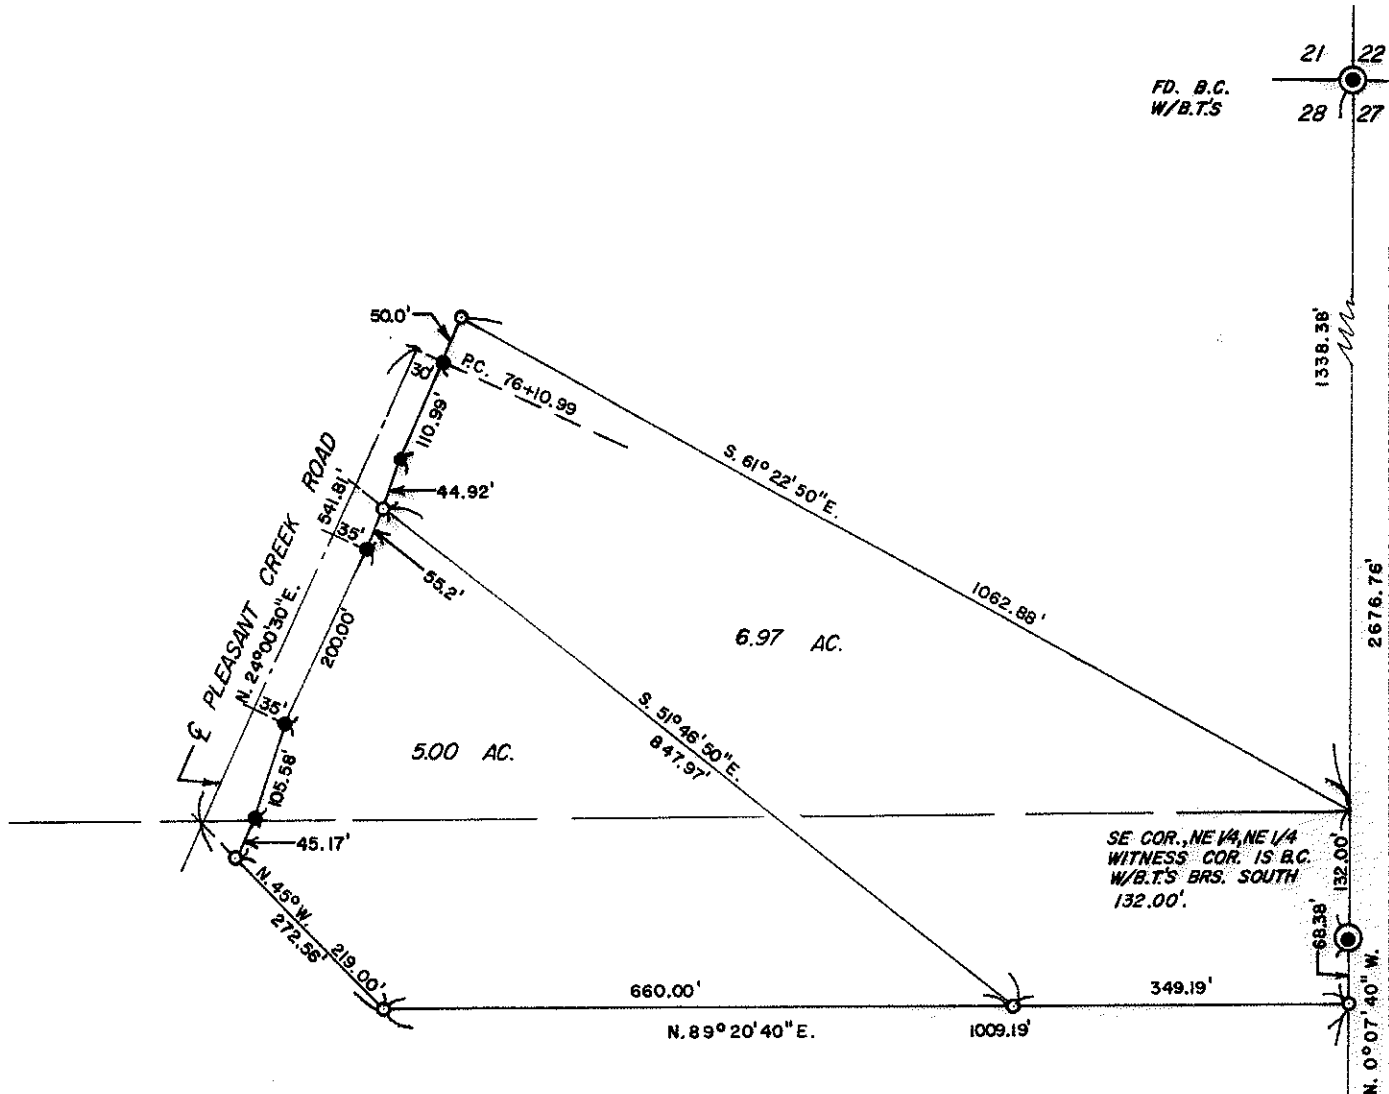 21 22
FD. B.C.
W/B.T.'S
28 27
50.0'
30'
P.C. 76+10.99
1338.38'
110.99'
44.92'
S. 61° 22' 50" E.
1062.88'
℄ PLEASANT CREEK ROAD
N. 24° 00' 30" E.
541.81'
35'
55.2'
200.00'
2676.76'
6.97 AC.
35'
S. 51° 46' 50" E.
847.97'
5.00 AC.
105.58'
45.17'
SE COR., NE 1/4, NE 1/4
WITNESS COR. IS B.C.
W/B.T.'S BRS. SOUTH
132.00'.
132.00'
68.38'
N. 45° W.
272.56'
219.00'
660.00'
349.19'
N. 89° 20' 40" E.
1009.19'
N. 0° 07' 40" W.